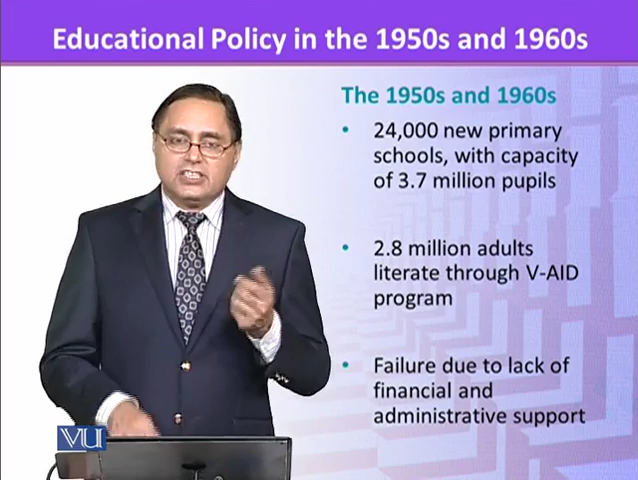 Educational Policy in the 1950s and 1960s
The 1950s and 1960s
• 24,000 new primary
schools, with capacity
of 3.7 million pupils
• 2.8 million adults
literate through V-AID
program
• Failure due to lack of
financial and
administrative support
VU